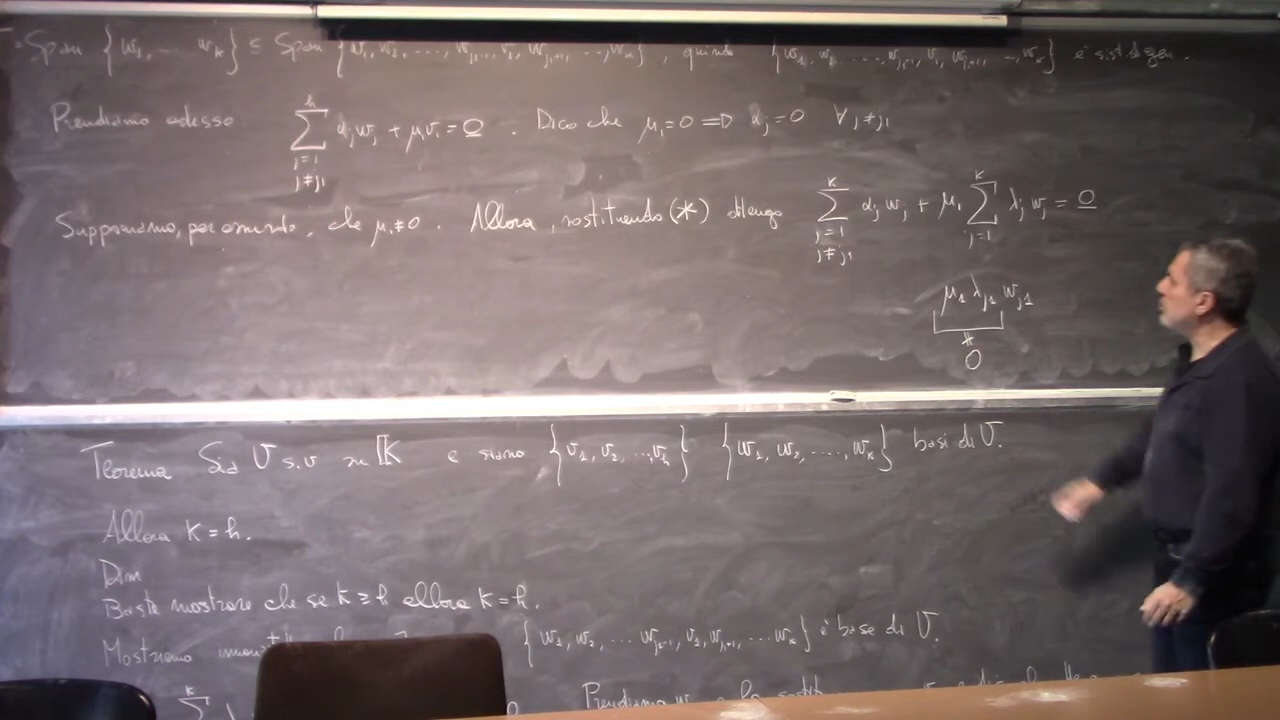 = Span {w₁, ... w_k} ⊆ Span {w₁, w₂, ..., w_{j₁-1}, v₁, w_{j₁+1}, ..., w_k}, quindi {w₁, w₂, ..., w_{j₁-1}, v₁, w_{j₁+1}, ..., w_k} è sist. di gen.
Prendiamo adesso ∑_{j=1, j≠j₁}^{k} α_j w_j + μ₁ v₁ = 0. Dico che μ₁ = 0 ⇒ α_j = 0 ∀ j ≠ j₁
Supponiamo, per assurdo, che μ₁ ≠ 0. Allora, sostituendo (*) ottengo ∑_{j=1, j≠j₁}^{k} α_j w_j + μ₁ ∑_{j=1}^{k} λ_j w_j = 0
μ₁ λ_{j1} w_{j1}
≠
0
Teorema Sia V s.v su 𝕂 e siano {v₁, v₂, ..., v_h} {w₁, w₂, ...., w_k} basi di V.
Allora k = h.
Dim
Basta mostrare che se k ≥ h allora k = h.
Mostriamo {w₁, w₂, ... w_{j₁-1}, v₁, w_{j₁+1}, ... w_k} è base di V.
∑ k
Prendiamo